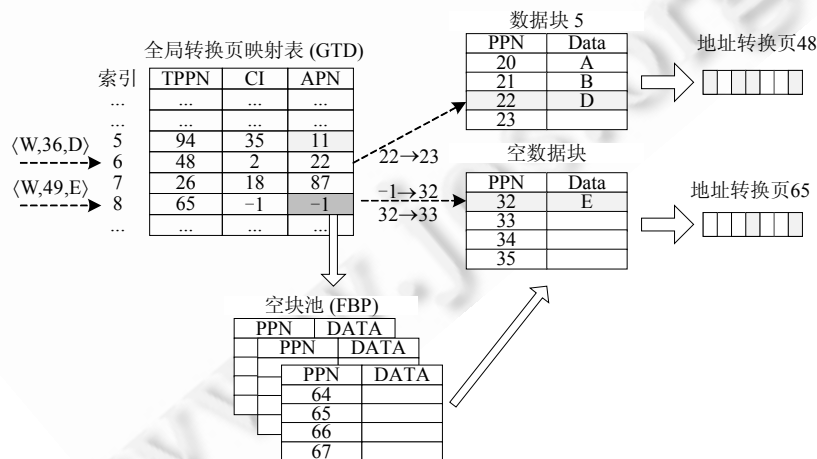 数据块 5
PPN Data
20 A
21 B
22 D
23
地址转换页48
全局转换页映射表 (GTD)
索引 TPPN CI APN
... ... ... ...
... ... ... ...
5 94 35 11
6 48 2 22
7 26 18 87
8 65 −1 −1
... ... ... ...
⟨W,36,D⟩
⟨W,49,E⟩
22→23
−1→32
32→33
空数据块
PPN Data
32 E
33
34
35
地址转换页65
空块池 (FBP)
PPN DATA
PPN DATA
PPN DATA
64
65
66
67